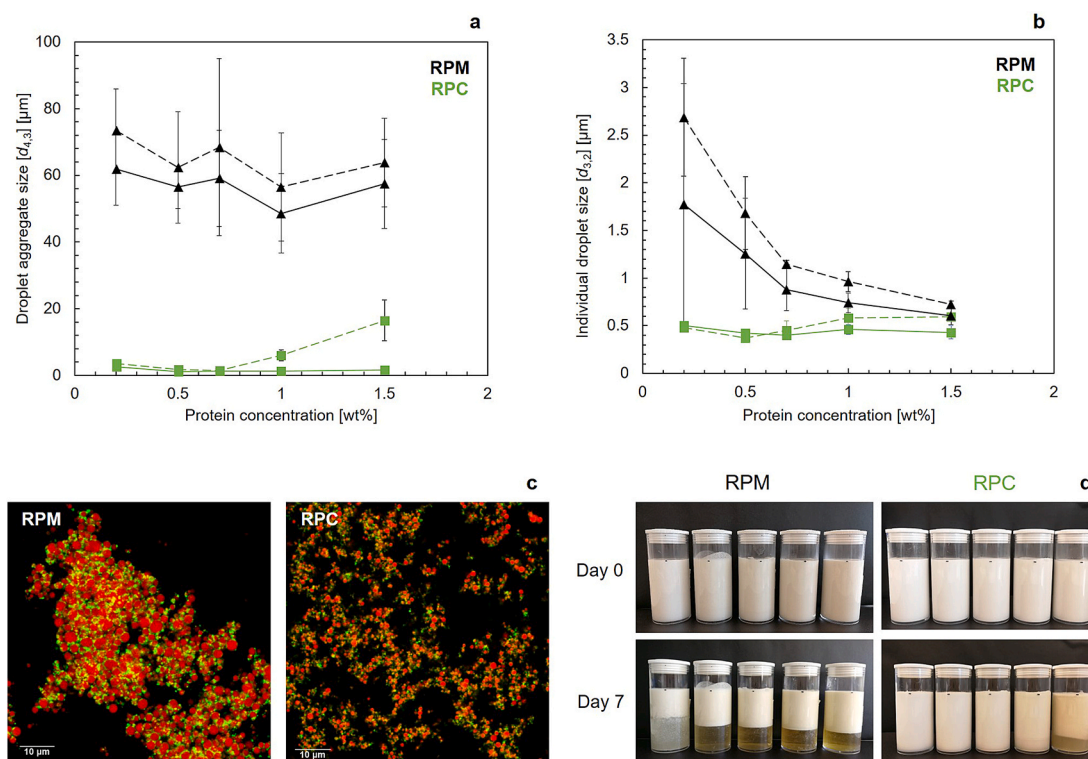 a
100
80
60
40
20
0
0
0.5
1
1.5
2
Droplet aggregate size [d4,3] [µm]
Protein concentration [wt%]
RPM
RPC
b
3.5
3
2.5
2
1.5
1
0.5
0
0
0.5
1
1.5
2
Individual droplet size [d3,2] [µm]
Protein concentration [wt%]
RPM
RPC
c
RPM
10 µm
RPC
10 µm
d
RPM
RPC
Day 0
Day 7